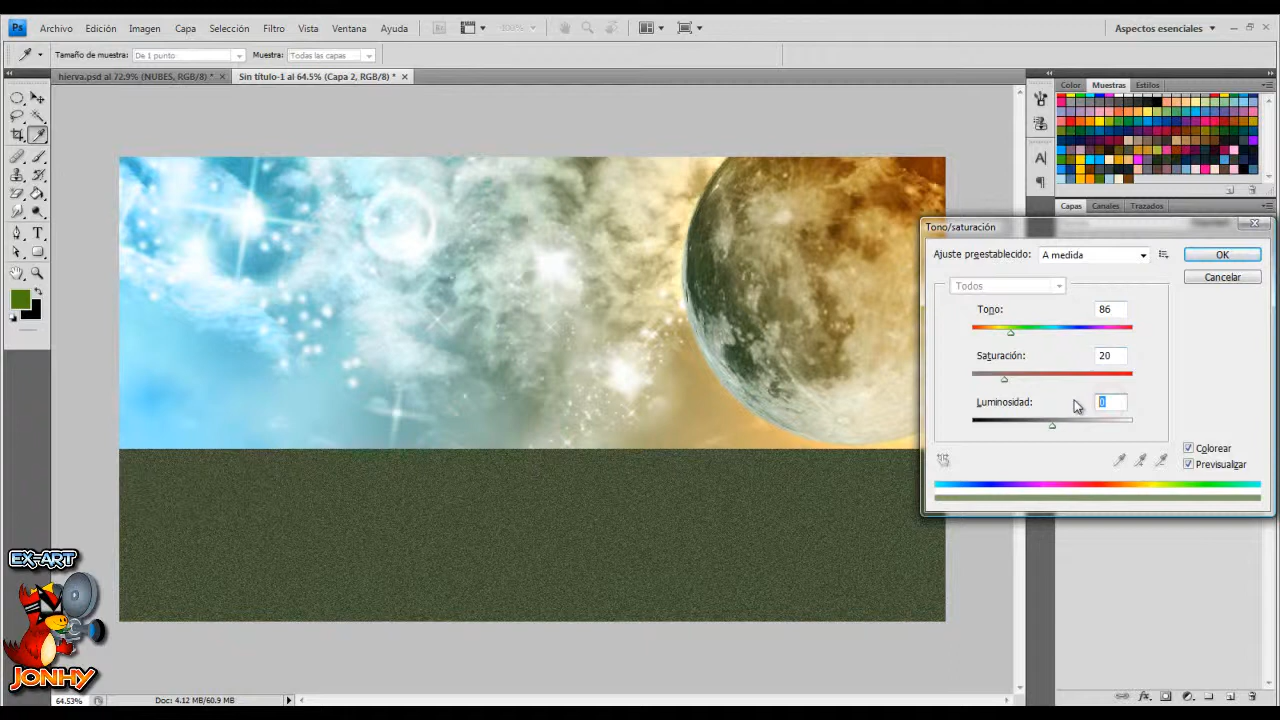 Ps Archivo Edición Imagen Capa Selección Filtro Vista Ventana Ayuda Br 100% Aspectos esenciales
Tamaño de muestra: De 1 punto Muestra: Todas las capas
hierva.psd al 72.9% (NUBES, RGB/8) * × Sin título-1 al 64.5% (Capa 2, RGB/8) * ×
Color Muestras Estilos
Capas Canales Trazados
Tono/saturación
Ajuste preestablecido: A medida OK
Cancelar
Todos
Tono: 86
Saturación: 20
Luminosidad: 0
Colorear
Previsualizar
EX-ART
JONHY
64.53% Doc: 4.12 MB/60.9 MB